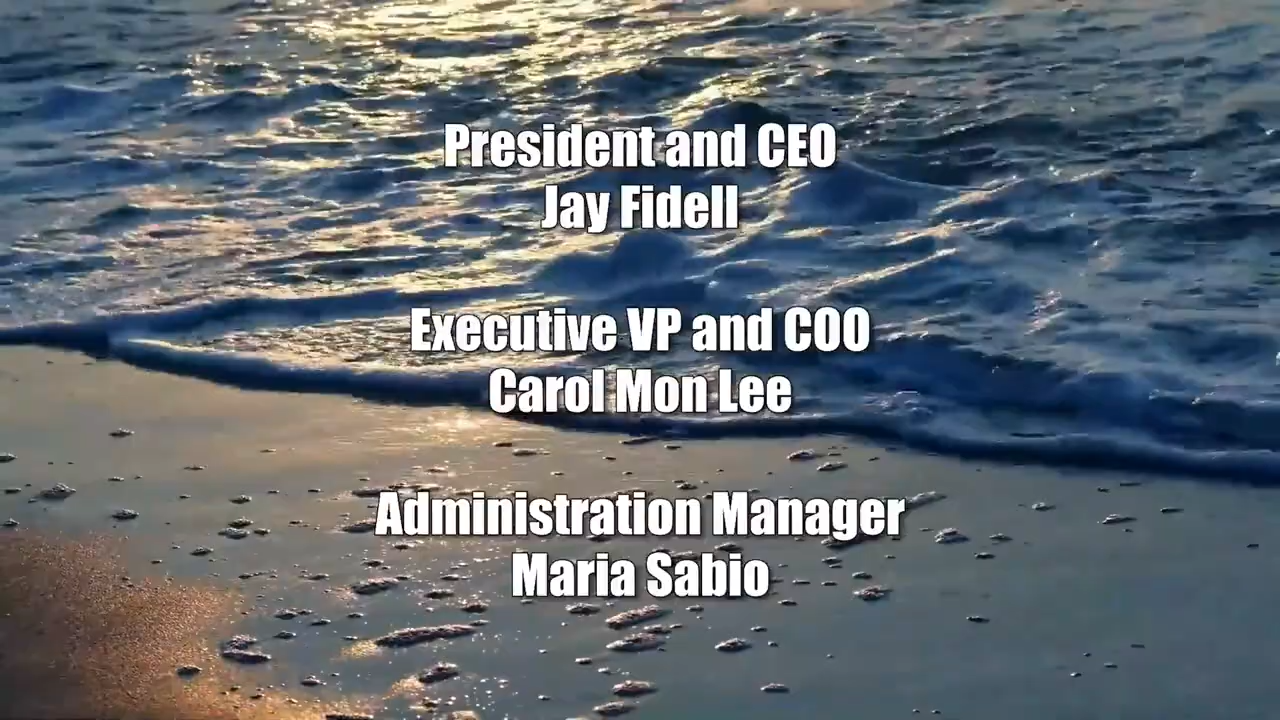 President and CEO
Jay Fidell
Executive VP and COO
Carol Mon Lee
Administration Manager
Maria Sabio